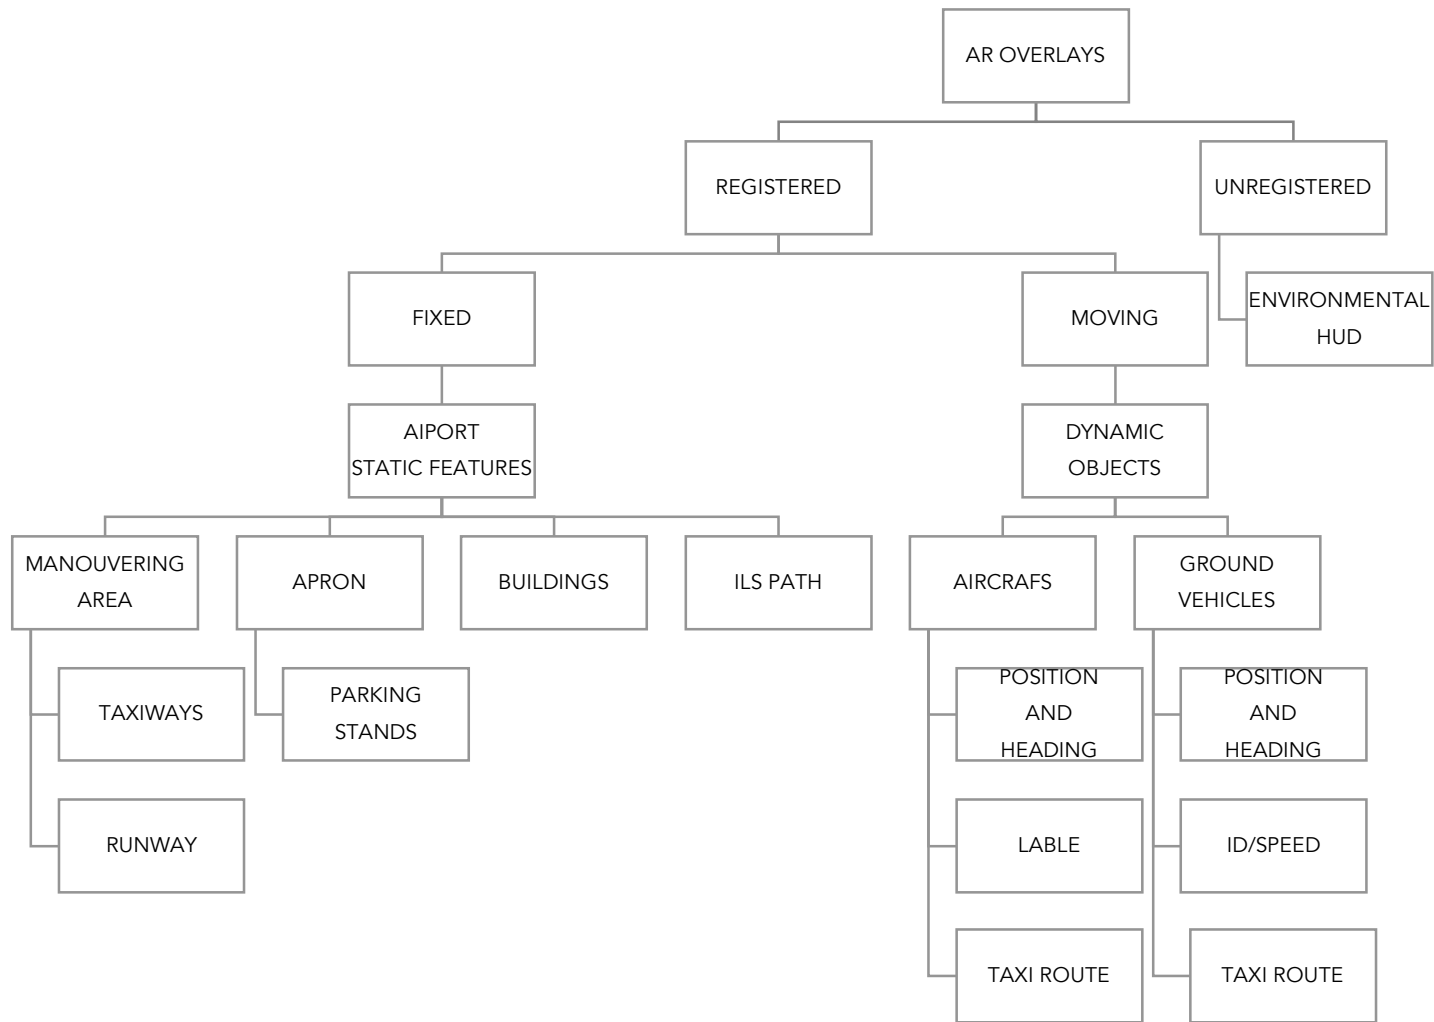 AR OVERLAYS
REGISTERED
UNREGISTERED
FIXED
MOVING
ENVIRONMENTAL
HUD
AIPORT
STATIC FEATURES
DYNAMIC
OBJECTS
MANOUVERING
AREA
APRON
BUILDINGS
ILS PATH
AIRCRAFS
GROUND
VEHICLES
TAXIWAYS
PARKING
STANDS
POSITION
AND
HEADING
POSITION
AND
HEADING
RUNWAY
LABLE
ID/SPEED
TAXI ROUTE
TAXI ROUTE